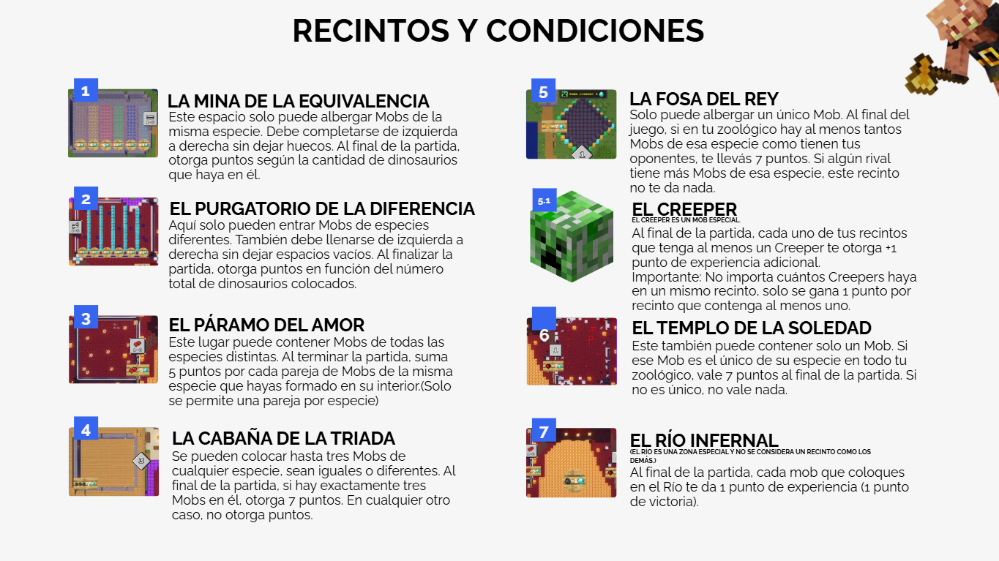 RECINTOS Y CONDICIONES
1
LA MINA DE LA EQUIVALENCIA
Este espacio solo puede albergar Mobs de la
misma especie. Debe completarse de izquierda
a derecha sin dejar huecos. Al final de la partida,
otorga puntos según la cantidad de dinosaurios
que haya en él.
2
EL PURGATORIO DE LA DIFERENCIA
Aquí solo pueden entrar Mobs de especies
diferentes. También debe llenarse de izquierda a
derecha sin dejar espacios vacíos. Al finalizar la
partida, otorga puntos en función del número
total de dinosaurios colocados.
3
EL PÁRAMO DEL AMOR
Este lugar puede contener Mobs de todas las
especies distintas. Al terminar la partida, suma
5 puntos por cada pareja de Mobs de la misma
especie que hayas formado en su interior.(Solo
se permite una pareja por especie)
4
3
LA CABAÑA DE LA TRIADA
Se pueden colocar hasta tres Mobs de
cualquier especie, sean iguales o diferentes. Al
final de la partida, si hay exactamente tres
Mobs en él, otorga 7 puntos. En cualquier otro
caso, no otorga puntos.
5
Cada creeper 1
1
LA FOSA DEL REY
Solo puede albergar un único Mob. Al final del
juego, si en tu zoológico hay al menos tantos
Mobs de esa especie como tienen tus
oponentes, te llevás 7 puntos. Si algún rival
tiene más Mobs de esa especie, este recinto
no te da nada.
5.1
EL CREEPER
EL CREEPER ES UN MOB ESPECIAL.
Al final de la partida, cada uno de tus recintos
que tenga al menos un Creeper te otorga +1
punto de experiencia adicional.
Importante: No importa cuántos Creepers haya
en un mismo recinto, solo se gana 1 punto por
recinto que contenga al menos uno.
6
1
EL TEMPLO DE LA SOLEDAD
Este también puede contener solo un Mob. Si
ese Mob es el único de su especie en todo tu
zoológico, vale 7 puntos al final de la partida. Si
no es único, no vale nada.
7
EL RÍO INFERNAL
(EL RÍO ES UNA ZONA ESPECIAL Y NO SE CONSIDERA UN RECINTO COMO LOS
DEMÁS.)
Al final de la partida, cada mob que coloques
en el Río te da 1 punto de experiencia (1 punto
de victoria).